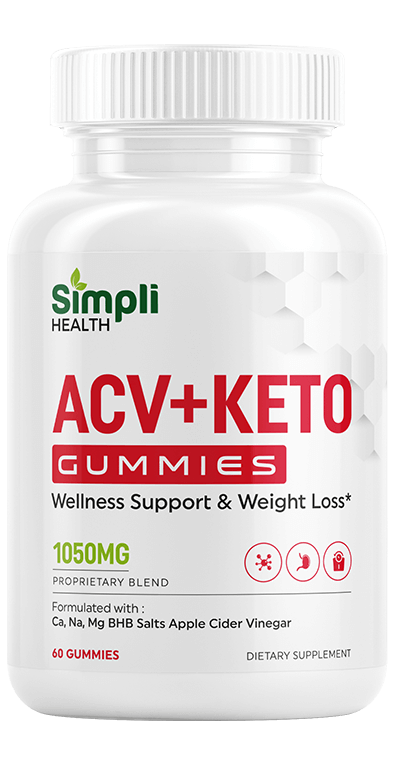 Simpli
HEALTH
ACV+KETO
GUMMIES
Wellness Support & Weight Loss*
1050MG
PROPRIETARY BLEND
Formulated with :
Ca, Na, Mg BHB Salts Apple Cider Vinegar
60 GUMMIES DIETARY SUPPLEMENT